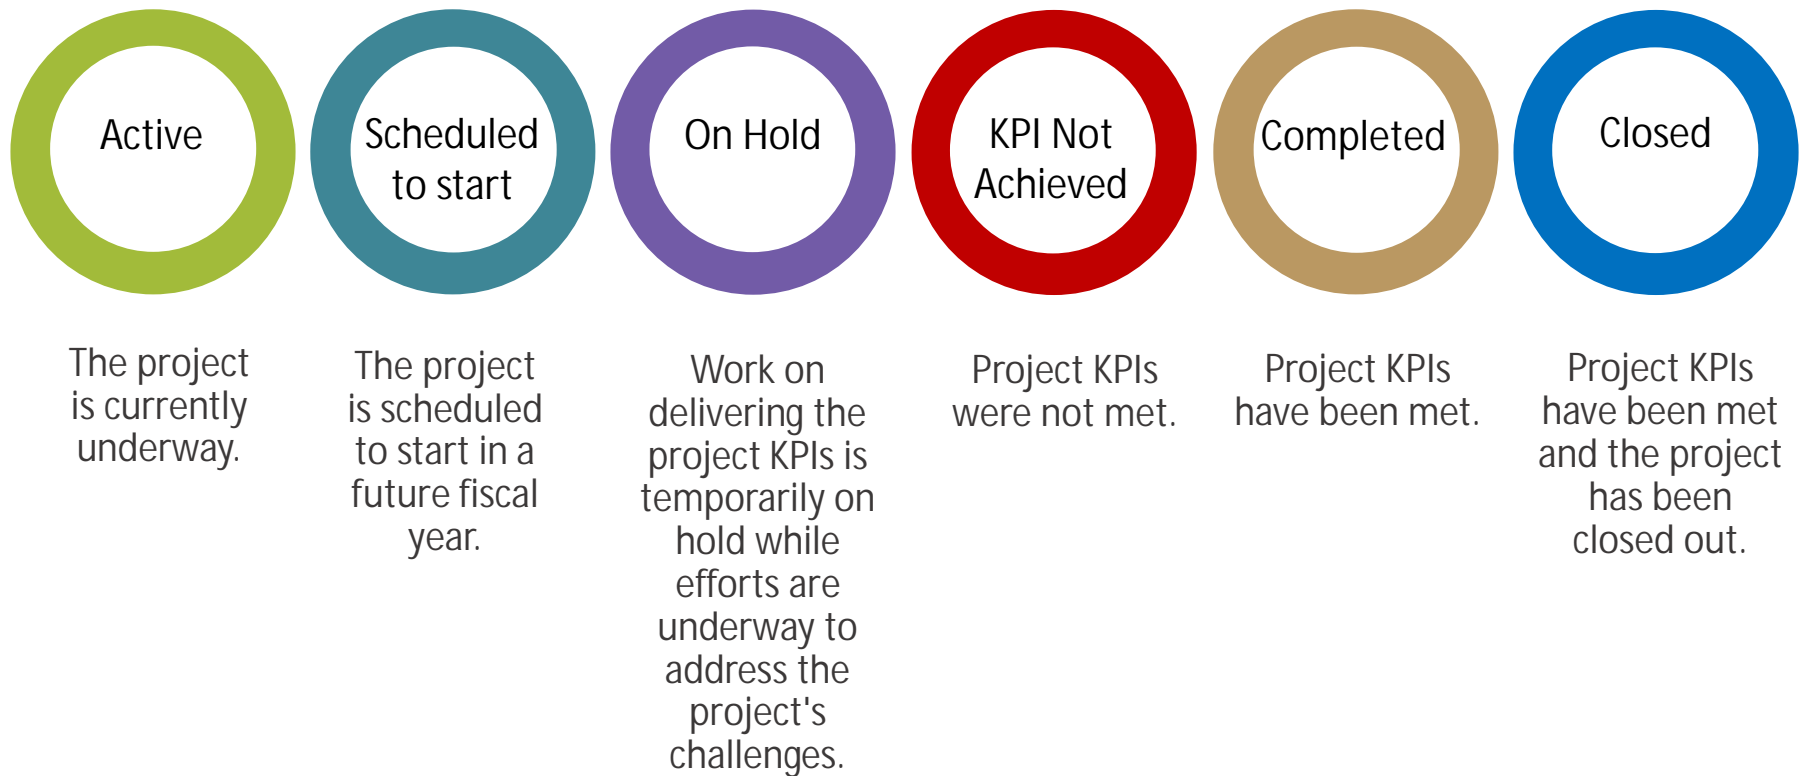 Active
Scheduled
to start
On Hold
KPI Not
Achieved
Completed
Closed
The project
is currently
underway.
The project
is scheduled
to start in a
future fiscal
year.
Work on
delivering the
project KPIs is
temporarily on
hold while
efforts are
underway to
address the
project's
challenges.
Project KPIs
were not met.
Project KPIs
have been met.
Project KPIs
have been met
and the project
has been
closed out.